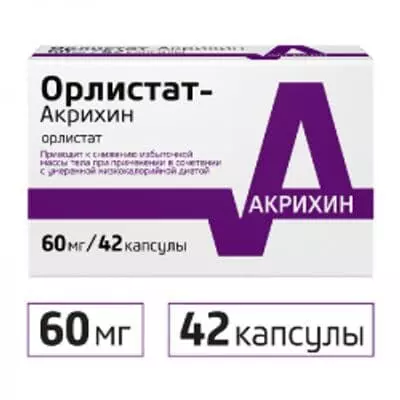 Орлистат-
Акрихин
орлистат
Приводит к снижению избыточной
массы тела при применении в сочетании
с умеренной низкокалорийной диетой
АКРИХИН
60 мг/42 капсулы
60 мг
42 капсулы